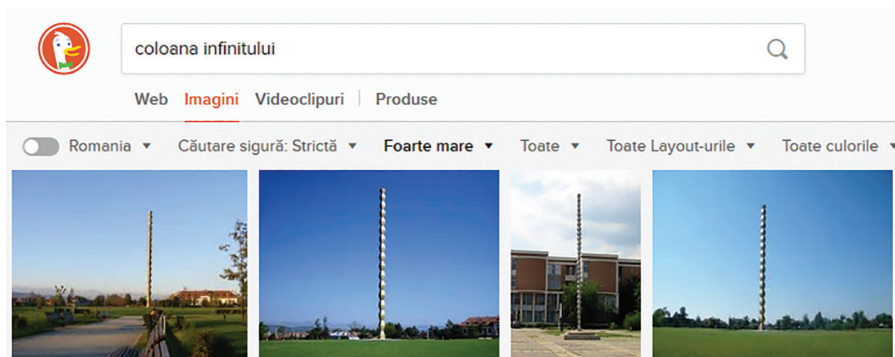 coloana infinitului
Web Imagini Videoclipuri Produse
Romania Căutare sigură: Strictă Foarte mare Toate Toate Layout-urile Toate culorile